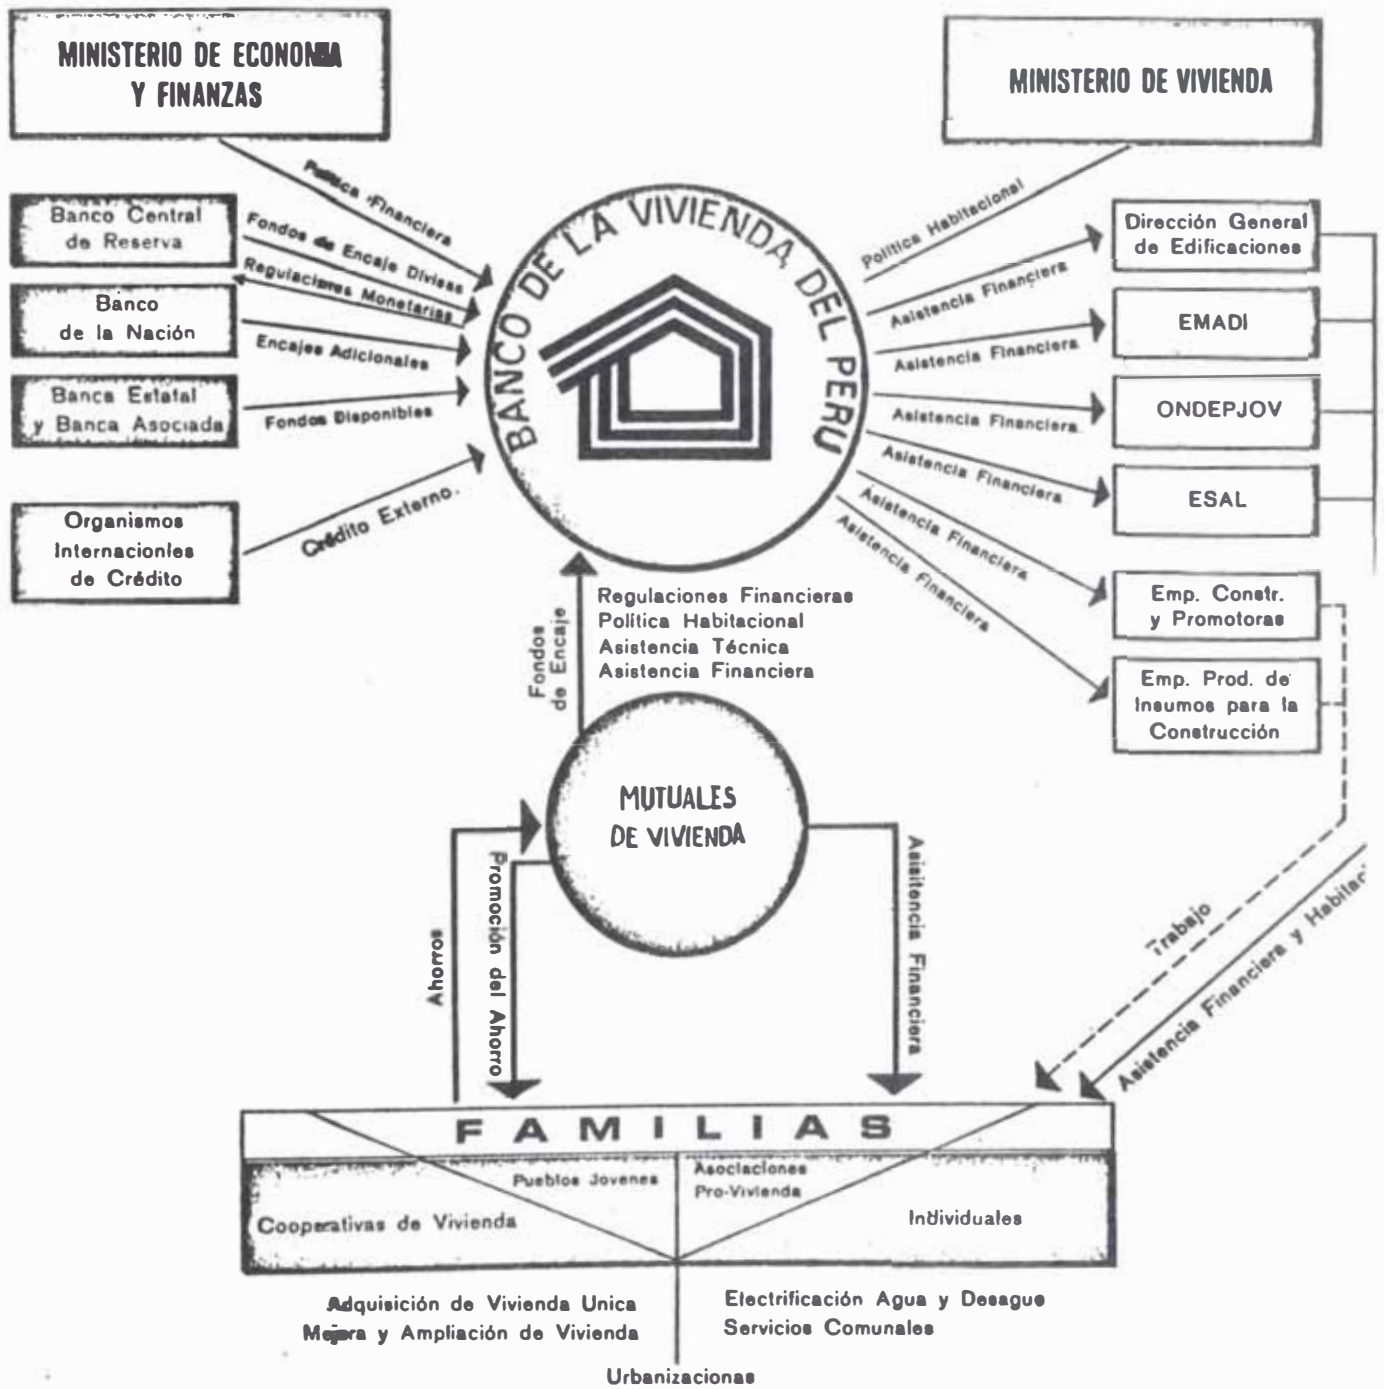 MINISTERIO DE ECONOMIA
Y FINANZAS
MINISTERIO DE VIVIENDA
Política Financiera
Banco Central
de Reserva
Fondos de Encaje Divisas
Regulaciones Monetarias
Banco
de la Nación
Encajes Adicionales
Banca Estatal
y Banca Asociada
Fondos Disponibles
Organismos
Internacionles
de Crédito
Crédito Externo.
BANCO DE LA VIVIENDA DEL PERU
Política Habitacional
Asistencia Financiera
Dirección General
de Edificaciones
Asistencia Financiera
EMADI
Asistencia Financiera
ONDEPJOV
Asistencia Financiera
ESAL
Asistencia Financiera
Emp. Constr.
y Promotoras
Asistencia Financiera
Emp. Prod. de
Insumos para la
Construcción
Fondos
de Encaje
Regulaciones Financieras
Política Habitacional
Asistencia Técnica
Asistencia Financiera
MUTUALES
DE VIVIENDA
Ahorros
Promoción del Ahorro
Asisitencia Financiera
Trabajo
Asistencia Financiera y Habitac
FAMILIAS
Pueblos Jovenes
Asociaciones
Pro-Vivienda
Cooperativas de Vivienda
Individuales
Adquisición de Vivienda Unica
Mejora y Ampliación de Vivienda
Electrificación Agua y Desague
Servicios Comunales
Urbanizacionas